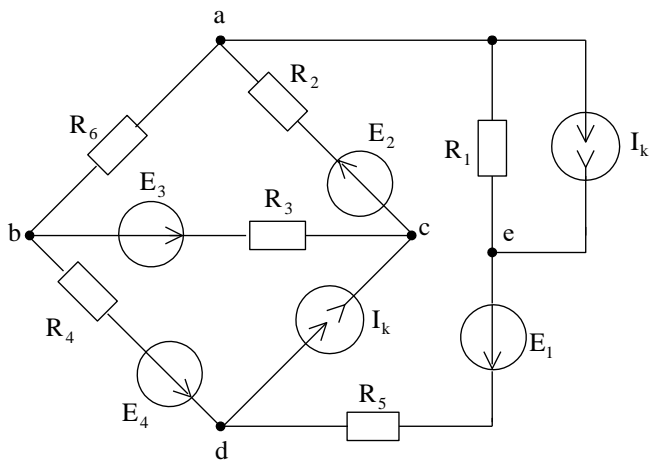 a
R₂
R₆
E₂
R₁
Iₖ
E₃
R₃
b
c
e
R₄
Iₖ
E₁
E₄
R₅
d